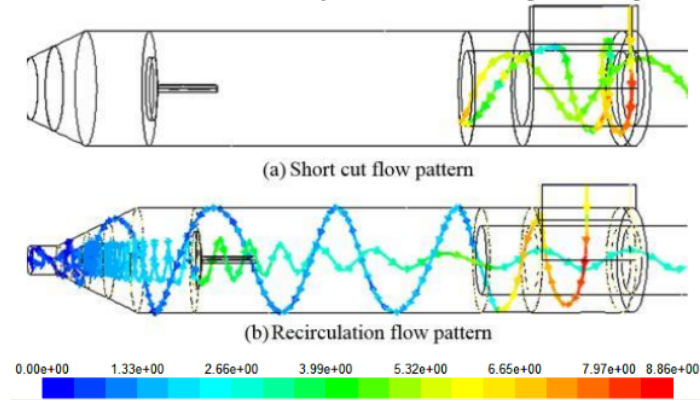 (a) Short cut flow pattern
(b) Recirculation flow pattern
0.00e+00 1.33e+00 2.66e+00 3.99e+00 5.32e+00 6.65e+00 7.97e+00 8.86e+00